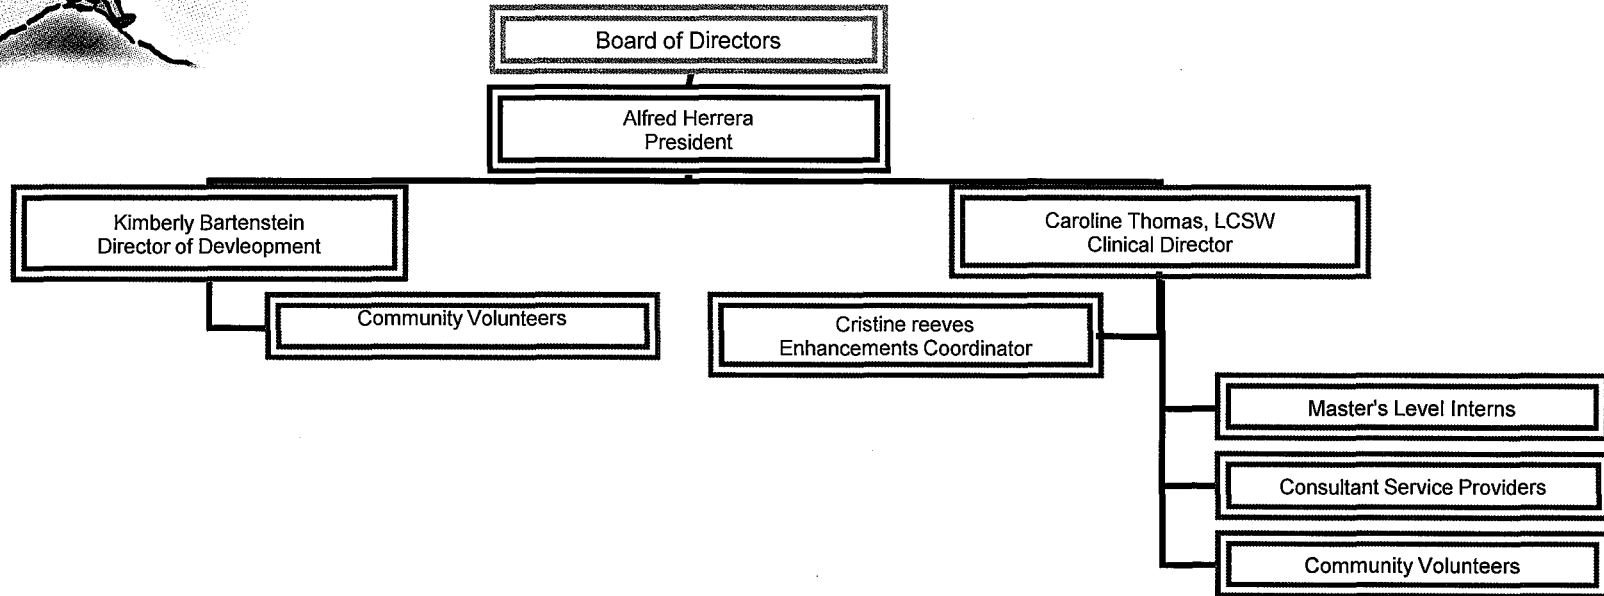 Board of Directors
Alfred Herrera
President
Kimberly Bartenstein
Director of Devleopment
Caroline Thomas, LCSW
Clinical Director
Community Volunteers
Cristine reeves
Enhancements Coordinator
Master's Level Interns
Consultant Service Providers
Community Volunteers